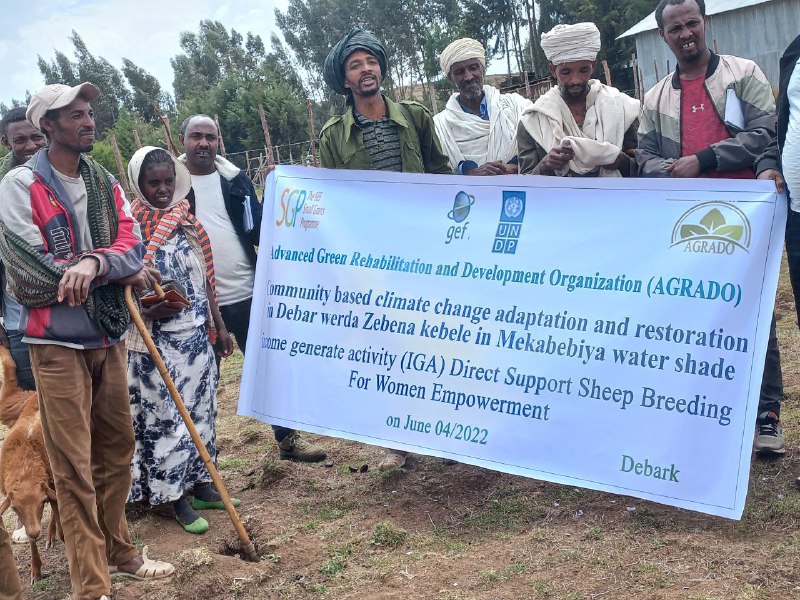 SGP The GEF Small Grants Programme
gef
UNDP
AGRADO
Advanced Green Rehabilitation and Development Organization (AGRADO)
Community based climate change adaptation and restoration
in Debar werda Zebena kebele in Mekabebiya water shade
income generate activity (IGA) Direct Support Sheep Breeding
For Women Empowerment
on June 04/2022
Debark